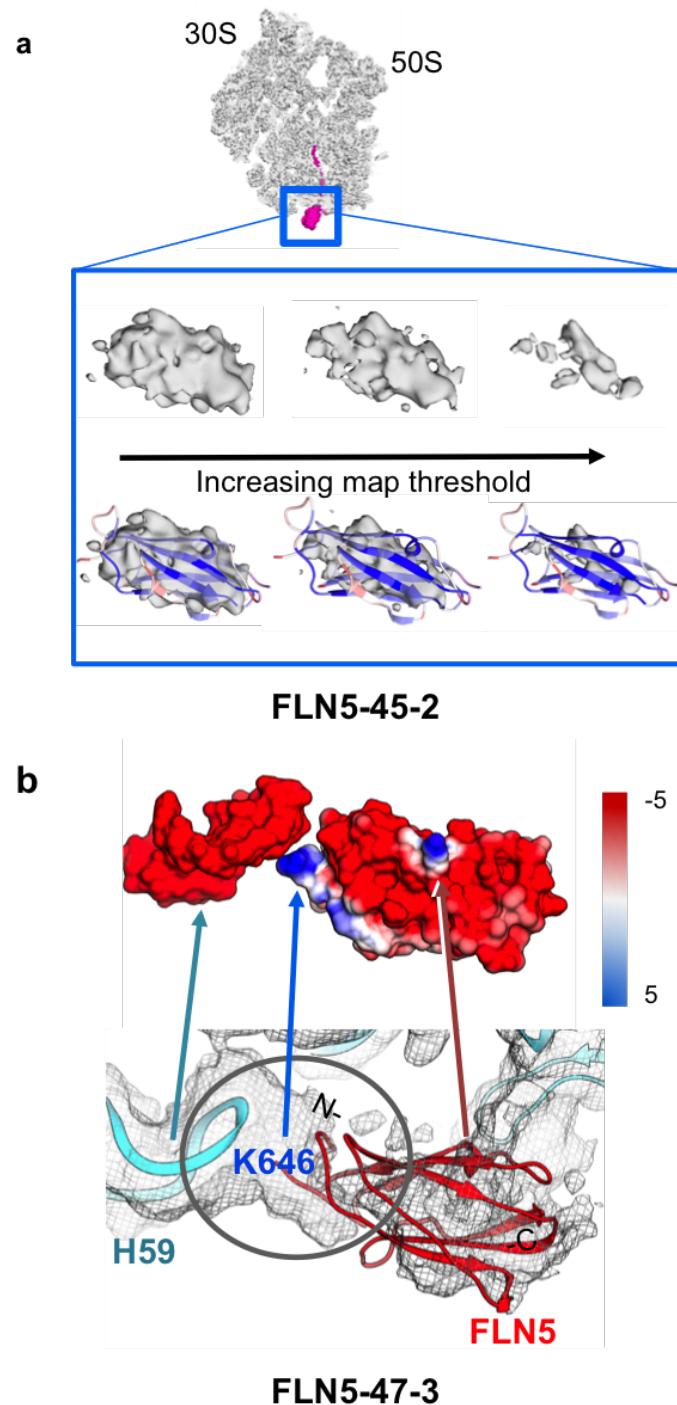 a
30S
50S
Increasing map threshold
FLN5-45-2
b
-5
5
N-
K646
H59
-C
FLN5
FLN5-47-3